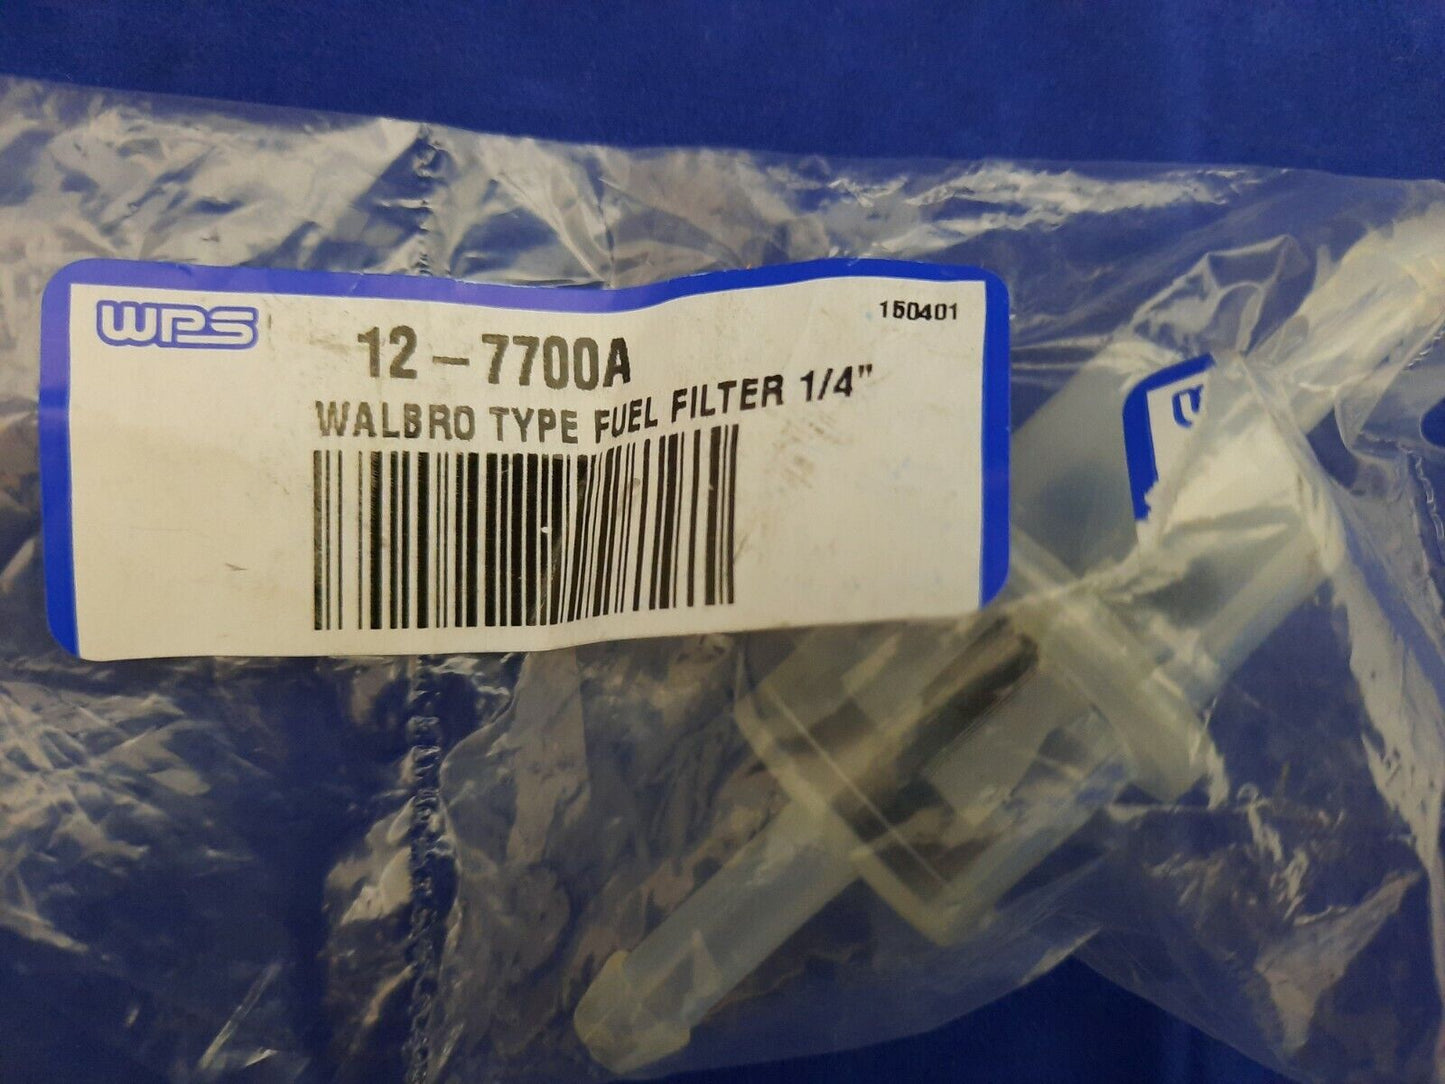 WPS
150401
12-7700A
WALBRO TYPE FUEL FILTER 1/4"